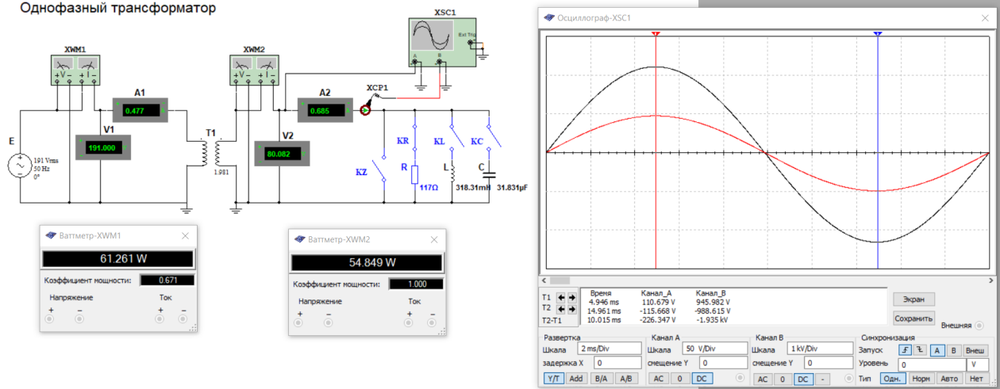 Однофазный трансформатор
XSC1
Ext Trig
A
B
XWM1
V
I
XWM2
V
I
XCP1
A1
0.477
A2
0.685
V1
191.000
V2
80.082
T1
1.981
E
191 Vrms
50 Hz
0°
KZ
KR
KL
KC
R
L
C
117Ω
318.31mH
31.831µF
Ваттметр-XWM1
61.261 W
Коэффициент мощности: 0.671
Напряжение Ток
+ − + −
Ваттметр-XWM2
54.849 W
Коэффициент мощности: 1.000
Напряжение Ток
+ − + −
Осциллограф-XSC1
Время Канал_A Канал_B
T1 4.946 ms 110.679 V 945.982 V
T2 14.961 ms -115.668 V -988.615 V
T2-T1 10.015 ms -226.347 V -1.935 kV
Экран
Сохранить
Внешняя
Развертка
Шкала 2 ms/Div
задержка X 0
Y/T Add B/A A/B
Канал A
Шкала 50 V/Div
смещение Y 0
AC 0 DC
Канал B
Шкала 1 kV/Div
смещение Y 0
AC 0 DC -
Синхронизация
Запуск A B Внеш
Уровень 0 V
Тип Одн. Норм Авто Нет